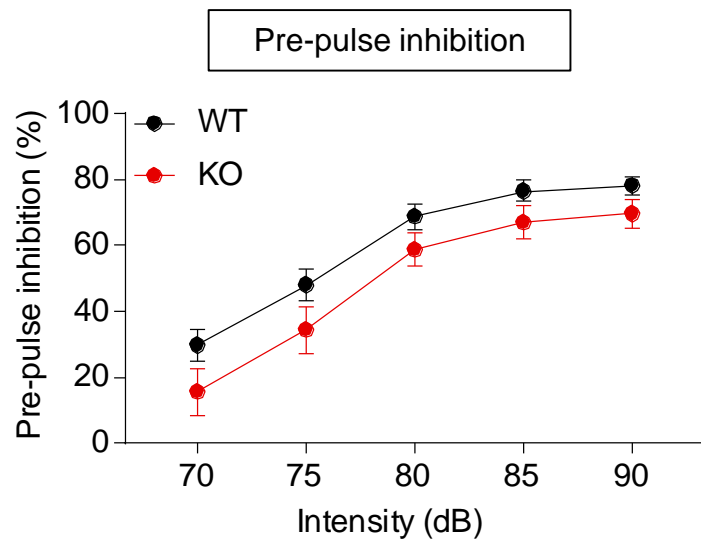 Pre-pulse inhibition
Pre-pulse inhibition (%)
100
80
60
40
20
0
WT
KO
70 75 80 85 90
Intensity (dB)